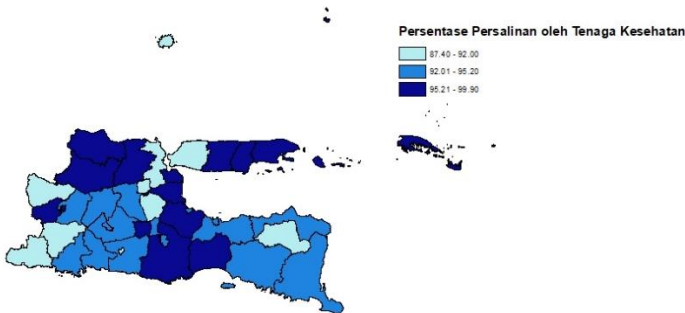 Persentase Persalinan oleh Tenaga Kesehatan
87.40 - 92.00
92.01 - 95.20
95.21 - 99.90